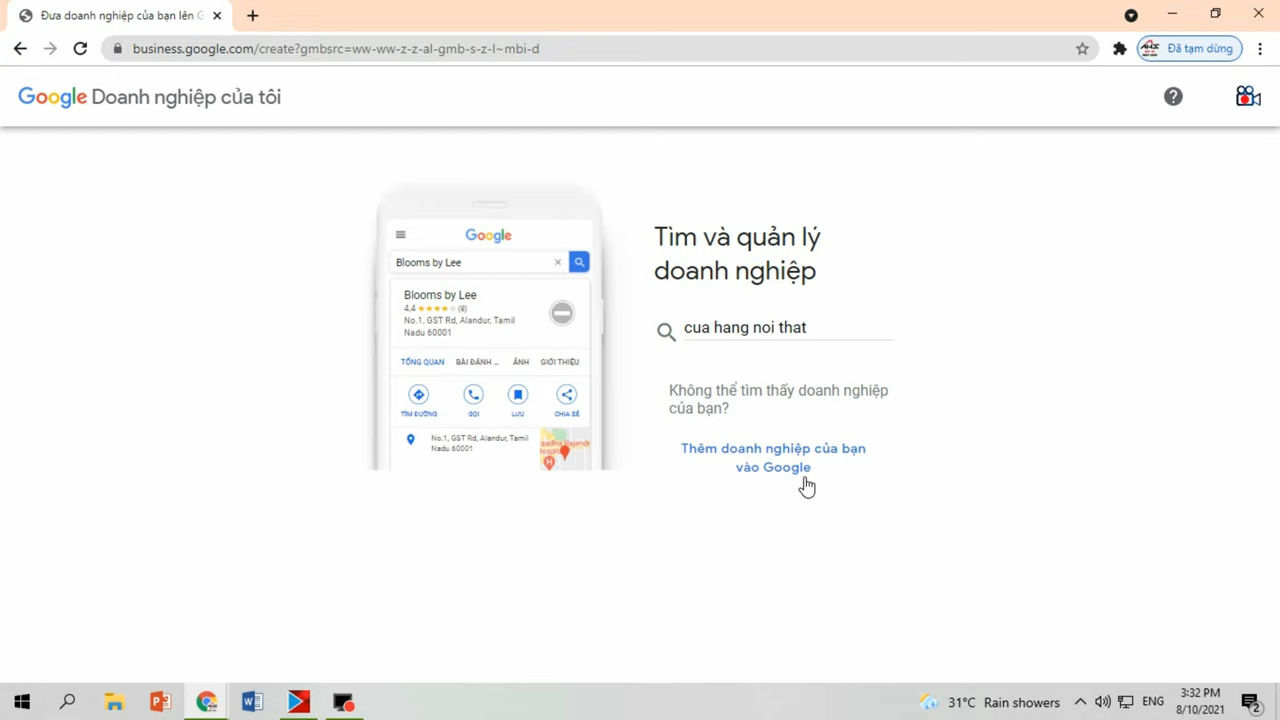 Đưa doanh nghiệp của bạn lên G
business.google.com/create?gmbsrc=ww-ww-z-z-al-gmb-s-z-l~mbi-d
Đã tạm dừng
Google Doanh nghiệp của tôi
Google
Blooms by Lee
Blooms by Lee
4,4 (8)
No.1, GST Rd, Alandur, Tamil
Nadu 60001
TỔNG QUAN BÀI ĐÁNH ... ẢNH GIỚI THIỆU
TÌM ĐƯỜNG GỌI LƯU CHIA SẺ
No.1, GST Rd, Alandur, Tamil
Nadu 60001
Tìm và quản lý
doanh nghiệp
cua hang noi that
Không thể tìm thấy doanh nghiệp
của bạn?
Thêm doanh nghiệp của bạn
vào Google
31°C Rain showers
ENG
3:32 PM
8/10/2021
2